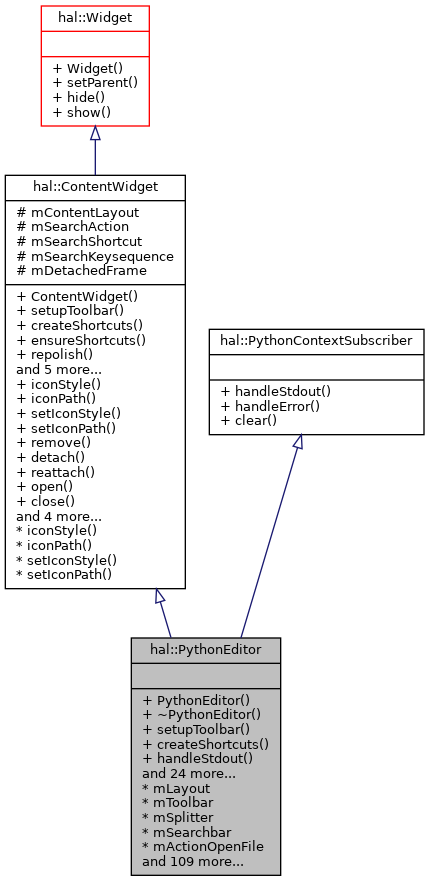 hal::Widget
+ Widget()
+ setParent()
+ hide()
+ show()
hal::ContentWidget
# mContentLayout
# mSearchAction
# mSearchShortcut
# mSearchKeysequence
# mDetachedFrame
+ ContentWidget()
+ setupToolbar()
+ createShortcuts()
+ ensureShortcuts()
+ repolish()
and 5 more...
+ iconStyle()
+ iconPath()
+ setIconStyle()
+ setIconPath()
+ remove()
+ detach()
+ reattach()
+ open()
+ close()
and 4 more...
* iconStyle()
* iconPath()
* setIconStyle()
* setIconPath()
hal::PythonContextSubscriber
+ handleStdout()
+ handleError()
+ clear()
hal::PythonEditor
+ PythonEditor()
+ ~PythonEditor()
+ setupToolbar()
+ createShortcuts()
+ handleStdout()
and 24 more...
* mLayout
* mToolbar
* mSplitter
* mSearchbar
* mActionOpenFile
and 109 more...